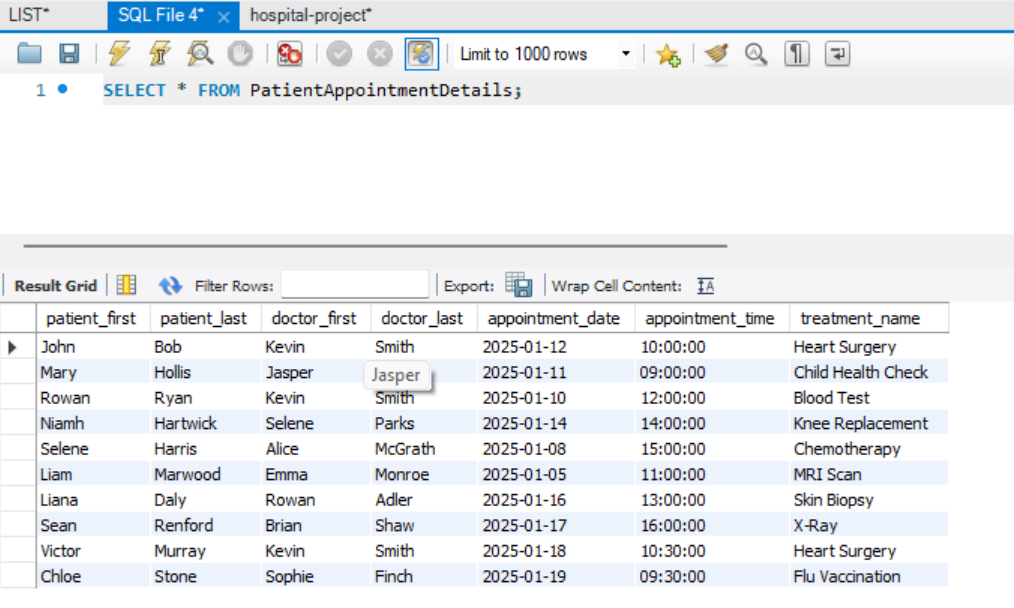 LIST* SQL File 4* hospital-project*
Limit to 1000 rows
1 SELECT * FROM PatientAppointmentDetails;
Result Grid Filter Rows: Export: Wrap Cell Content:
patient_first patient_last doctor_first doctor_last appointment_date appointment_time treatment_name
John Bob Kevin Smith 2025-01-12 10:00:00 Heart Surgery
Mary Hollis Jasper Jasper 2025-01-11 09:00:00 Child Health Check
Rowan Ryan Kevin Smith 2025-01-10 12:00:00 Blood Test
Niamh Hartwick Selene Parks 2025-01-14 14:00:00 Knee Replacement
Selene Harris Alice McGrath 2025-01-08 15:00:00 Chemotherapy
Liam Marwood Emma Monroe 2025-01-05 11:00:00 MRI Scan
Liana Daly Rowan Adler 2025-01-16 13:00:00 Skin Biopsy
Sean Renford Brian Shaw 2025-01-17 16:00:00 X-Ray
Victor Murray Kevin Smith 2025-01-18 10:30:00 Heart Surgery
Chloe Stone Sophie Finch 2025-01-19 09:30:00 Flu Vaccination